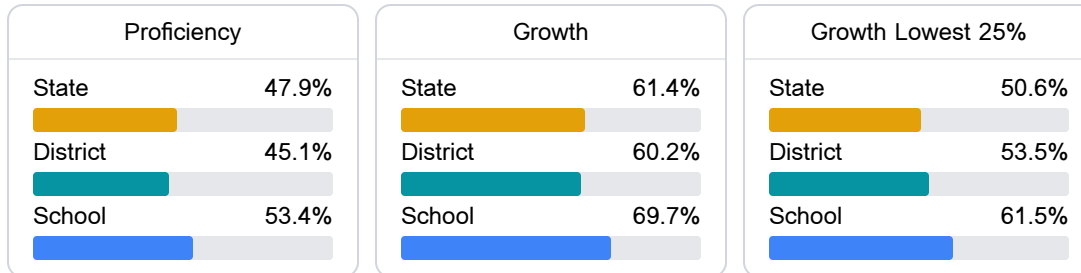 Proficiency
State 47.9%
District 45.1%
School 53.4%
Growth
State 61.4%
District 60.2%
School 69.7%
Growth Lowest 25%
State 50.6%
District 53.5%
School 61.5%